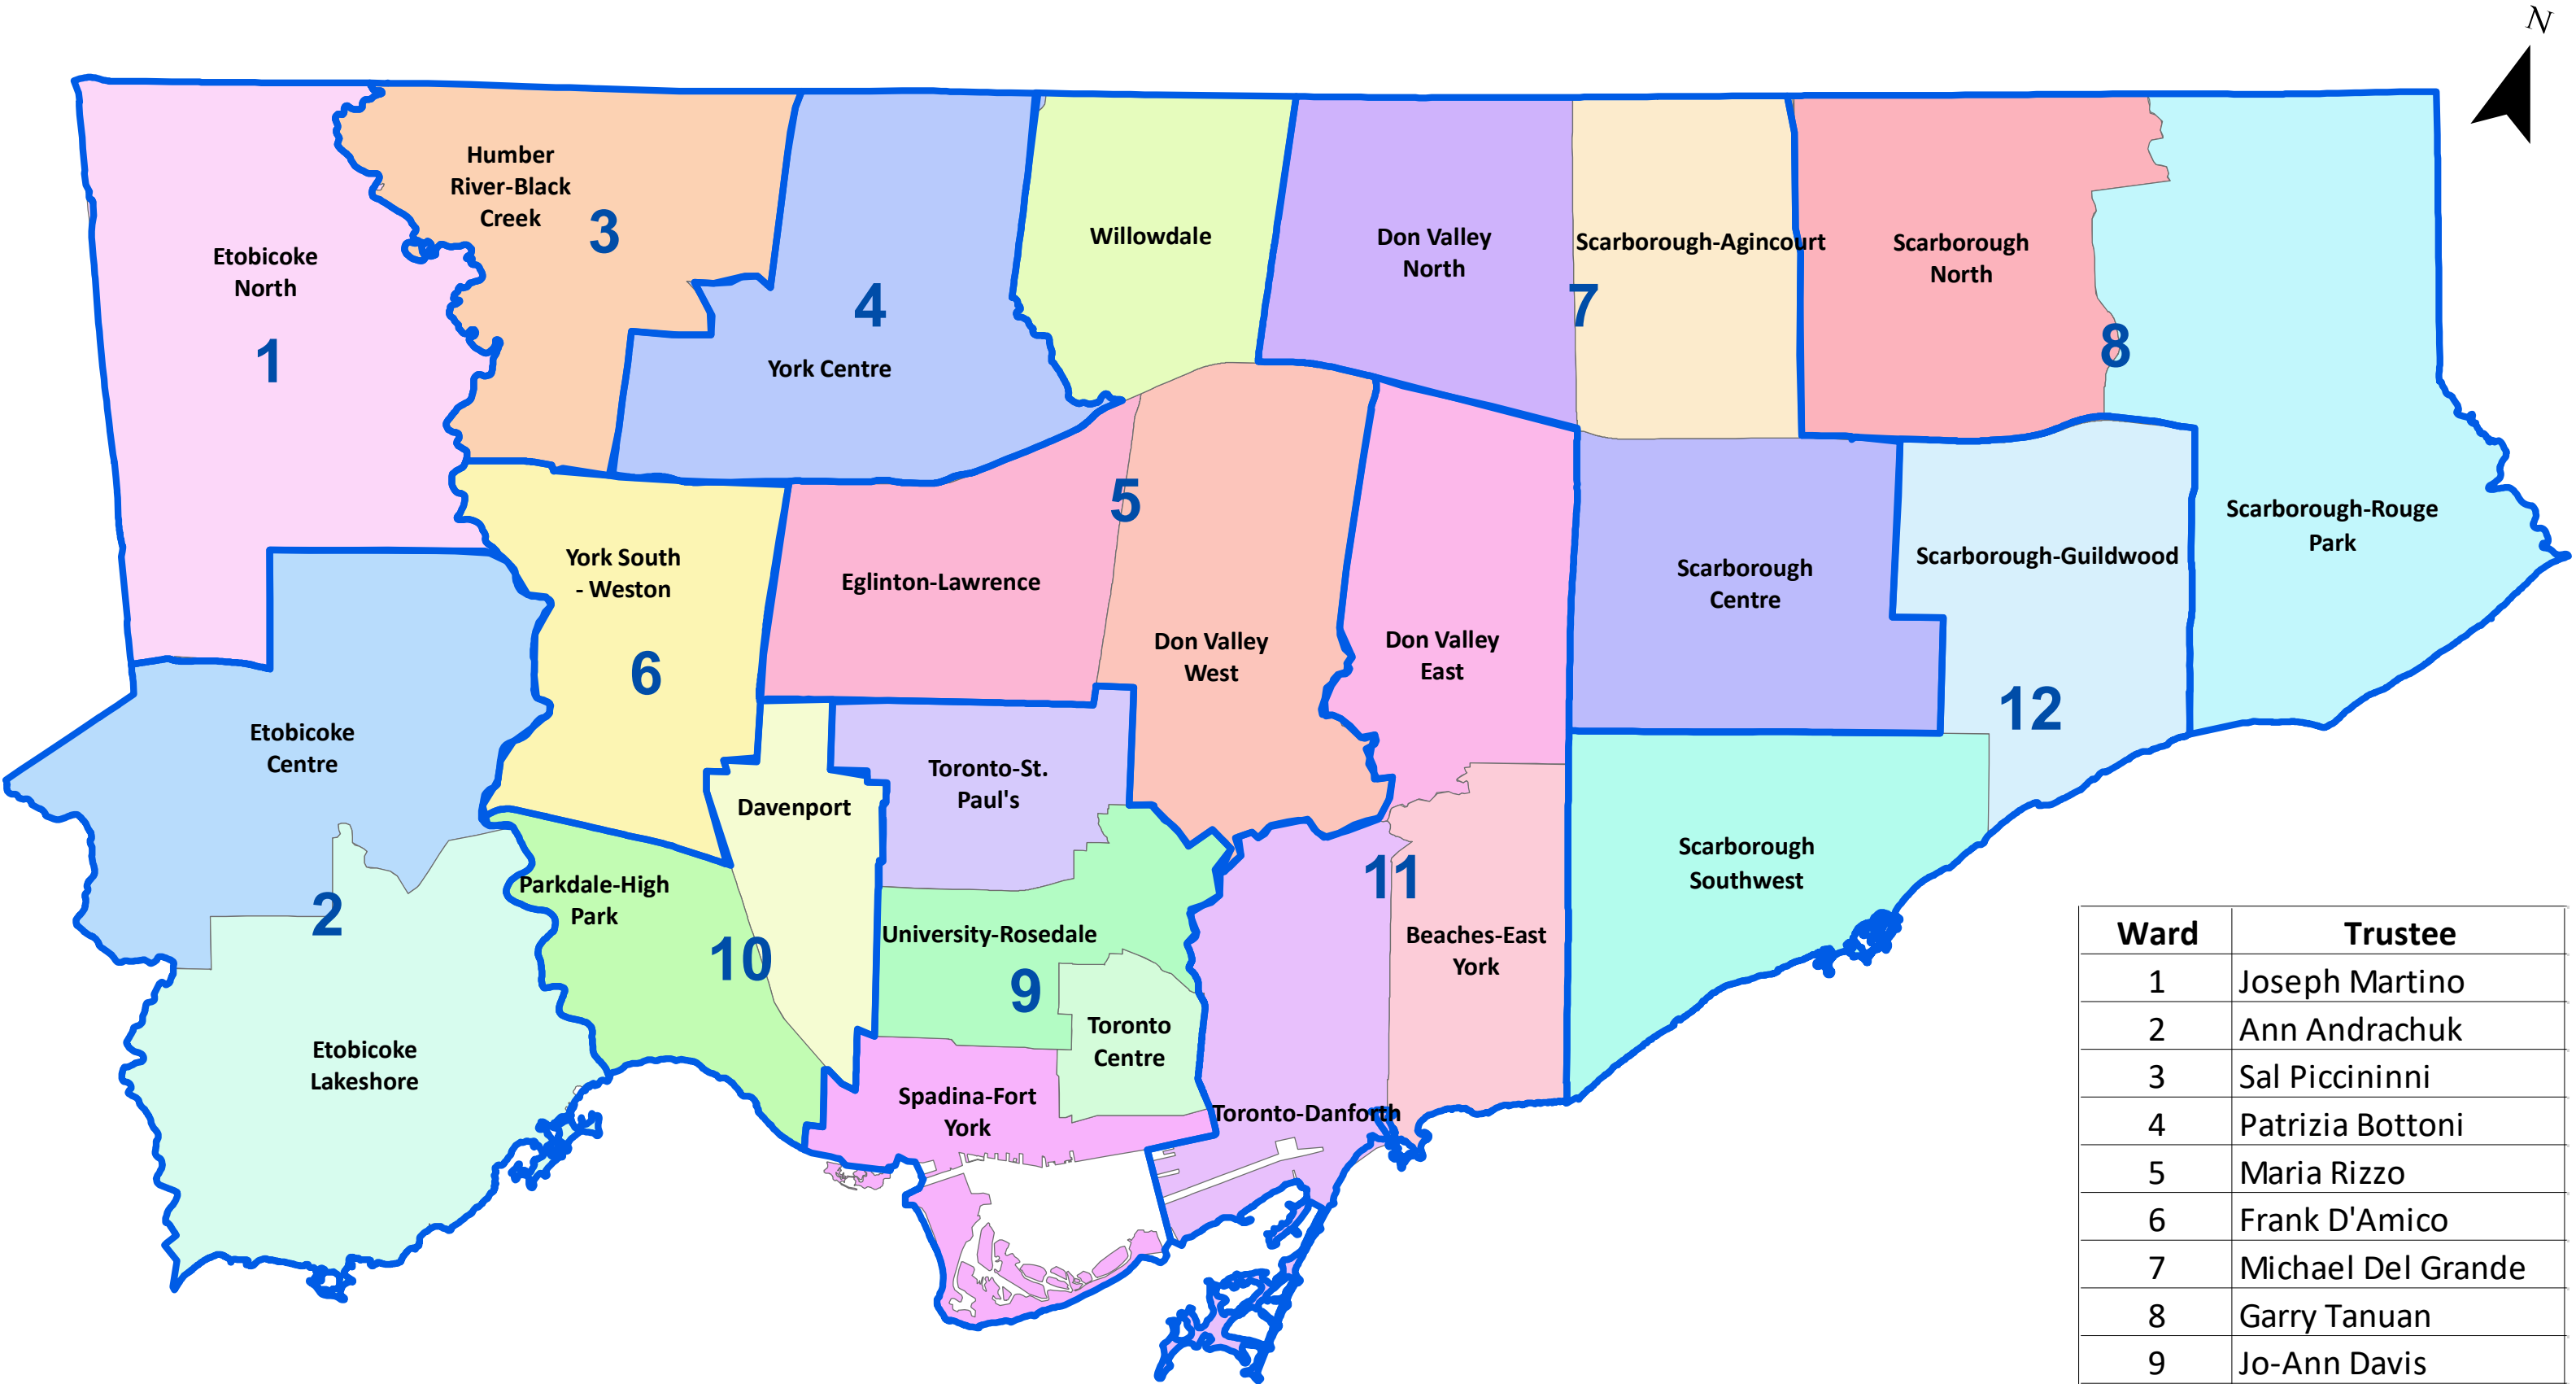 N
Humber
River-Black
Creek
3
Etobicoke
North
1
4
York Centre
Willowdale
Don Valley
North
Scarborough-Agincourt
7
Scarborough
North
8
5
Scarborough-Rouge
Park
York South
- Weston
6
Eglinton-Lawrence
Don Valley
West
Don Valley
East
Scarborough
Centre
Scarborough-Guildwood
12
Etobicoke
Centre
2
Davenport
Toronto-St.
Paul's
Parkdale-High
Park
10
University-Rosedale
9
11
Beaches-East
York
Scarborough
Southwest
Toronto
Centre
Etobicoke
Lakeshore
Spadina-Fort
York
Toronto-Danforth
Ward Trustee
1 Joseph Martino
2 Ann Andrachuk
3 Sal Piccininni
4 Patrizia Bottoni
5 Maria Rizzo
6 Frank D'Amico
7 Michael Del Grande
8 Garry Tanuan
9 Jo-Ann Davis